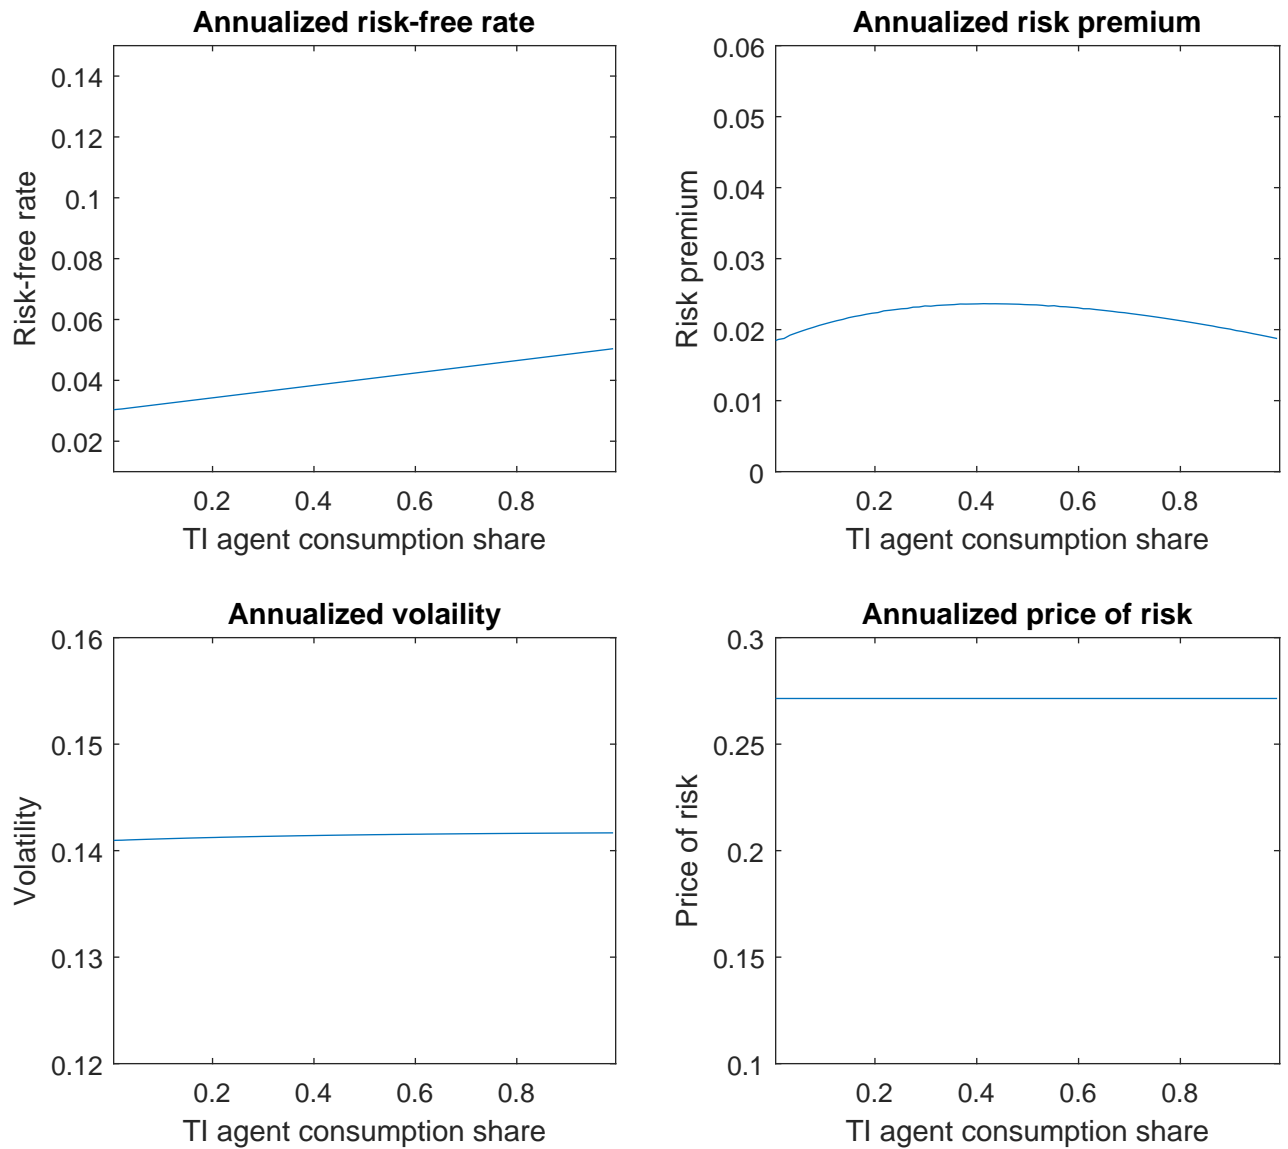 Annualized risk-free rate
0.14
0.12
0.1
0.08
0.06
0.04
0.02
Risk-free rate
0.2 0.4 0.6 0.8
TI agent consumption share
Annualized risk premium
0.06
0.05
0.04
0.03
0.02
0.01
0
Risk premium
0.2 0.4 0.6 0.8
TI agent consumption share
Annualized volaility
0.16
0.15
0.14
0.13
0.12
Volatility
0.2 0.4 0.6 0.8
TI agent consumption share
Annualized price of risk
0.3
0.25
0.2
0.15
0.1
Price of risk
0.2 0.4 0.6 0.8
TI agent consumption share